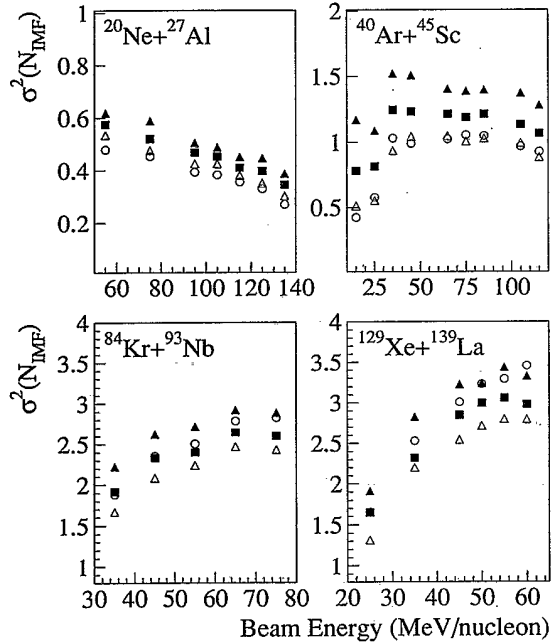 σ²(N_IMF)
²⁰Ne+²⁷Al
1
0.8
0.6
0.4
0.2
60 80 100 120 140
⁴⁰Ar+⁴⁵Sc
2
1.5
1
0.5
25 50 75 100
σ²(N_IMF)
⁸⁴Kr+⁹³Nb
4
3.5
3
2.5
2
1.5
1
30 40 50 60 70 80
¹²⁹Xe+¹³⁹La
4
3.5
3
2.5
2
1.5
1
20 30 40 50 60
Beam Energy (MeV/nucleon)